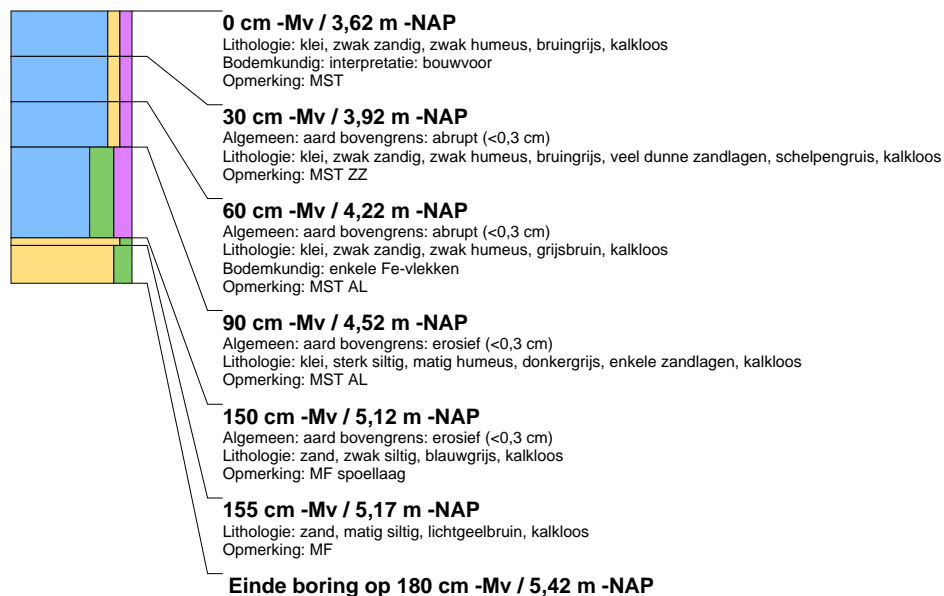 0 cm -Mv / 3,62 m -NAP
Lithologie: klei, zwak zandig, zwak humeus, bruingrijs, kalkloos
Bodemkundig: interpretatie: bouwvoor
Opmerking: MST
30 cm -Mv / 3,92 m -NAP
Algemeen: aard bovengrens: abrupt (<0,3 cm)
Lithologie: klei, zwak zandig, zwak humeus, bruingrijs, veel dunne zandlagen, schelpengruis, kalkloos
Opmerking: MST ZZ
60 cm -Mv / 4,22 m -NAP
Algemeen: aard bovengrens: abrupt (<0,3 cm)
Lithologie: klei, zwak zandig, zwak humeus, grijsbruin, kalkloos
Bodemkundig: enkele Fe-vlekken
Opmerking: MST AL
90 cm -Mv / 4,52 m -NAP
Algemeen: aard bovengrens: erosief (<0,3 cm)
Lithologie: klei, sterk siltig, matig humeus, donkergrijs, enkele zandlagen, kalkloos
Opmerking: MST AL
150 cm -Mv / 5,12 m -NAP
Algemeen: aard bovengrens: erosief (<0,3 cm)
Lithologie: zand, zwak siltig, blauwgrijs, kalkloos
Opmerking: MF spoellaag
155 cm -Mv / 5,17 m -NAP
Lithologie: zand, matig siltig, lichtgeelbruin, kalkloos
Opmerking: MF
Einde boring op 180 cm -Mv / 5,42 m -NAP